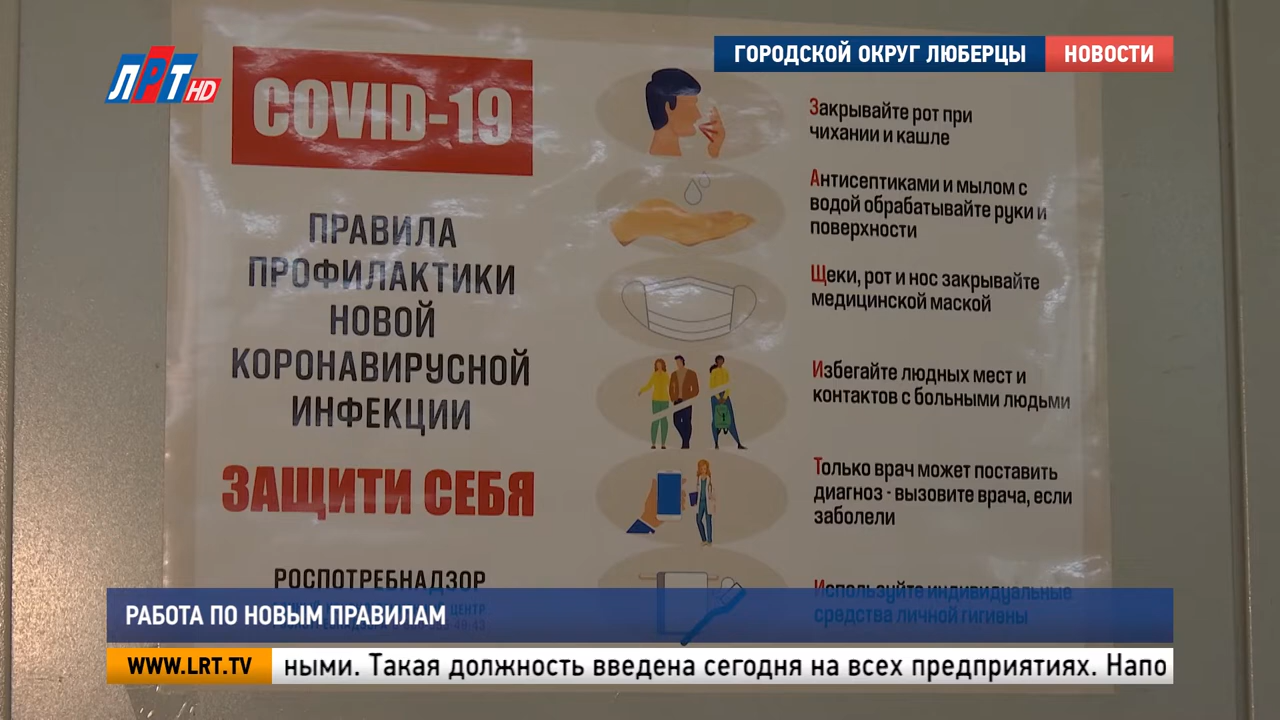 ЛРТ HD
ГОРОДСКОЙ ОКРУГ ЛЮБЕРЦЫ
НОВОСТИ
COVID-19
ПРАВИЛА
ПРОФИЛАКТИКИ
НОВОЙ
КОРОНАВИРУСНОЙ
ИНФЕКЦИИ
ЗАЩИТИ СЕБЯ
РОСПОТРЕБНАДЗОР
ЦЕНТР
Закрывайте рот при
чихании и кашле
Антисептиками и мылом с
водой обрабатывайте руки и
поверхности
Щеки, рот и нос закрывайте
медицинской маской
Избегайте людных мест и
контактов с больными людьми
Только врач может поставить
диагноз - вызовите врача, если
заболели
Используйте индивидуальные
средства личной гигиены
РАБОТА ПО НОВЫМ ПРАВИЛАМ
WWW.LRT.TV
ными. Такая должность введена сегодня на всех предприятиях. Напо